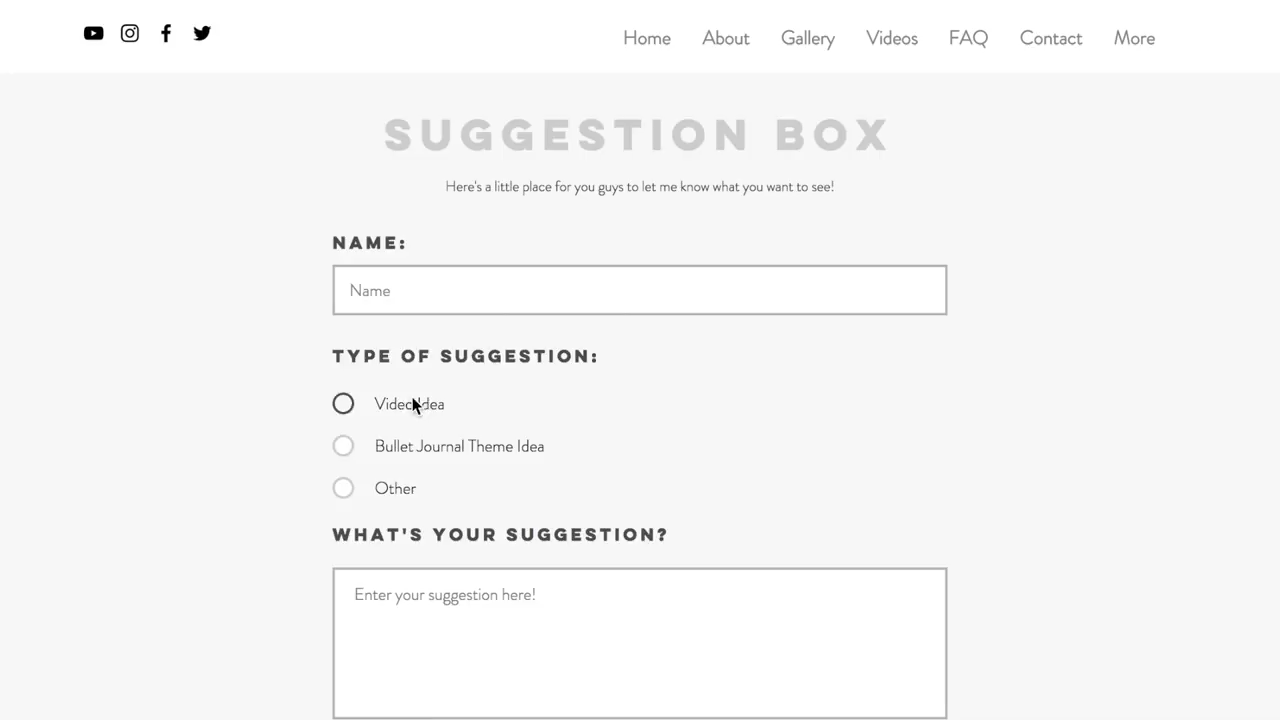 Home About Gallery Videos FAQ Contact More
SUGGESTION BOX
Here's a little place for you guys to let me know what you want to see!
NAME:
Name
TYPE OF SUGGESTION:
Video Idea
Bullet Journal Theme Idea
Other
WHAT'S YOUR SUGGESTION?
Enter your suggestion here!